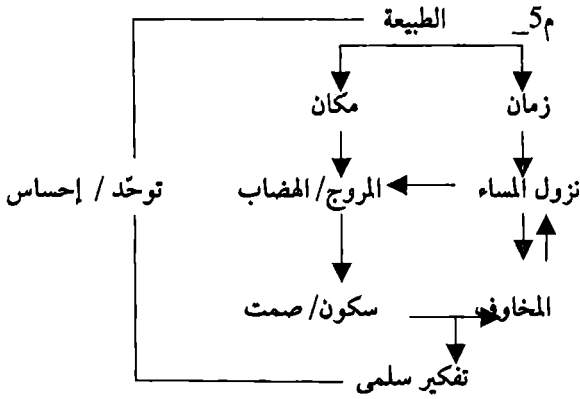 م5_ الطبيعة
زمان مكان
نزول المساء المروج/ الهضاب توحّد / إحساس
المخاوف سكون/ صمت
تفكير سلمى